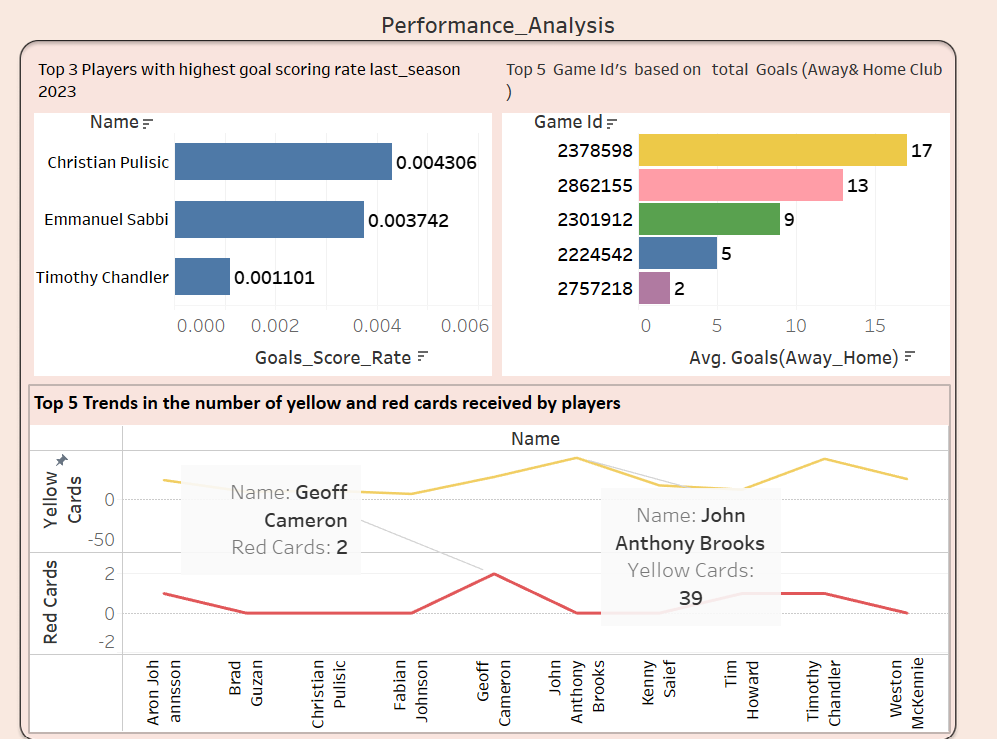 Performance_Analysis
Top 3 Players with highest goal scoring rate last_season
2023
Name
Christian Pulisic
0.004306
Emmanuel Sabbi
0.003742
Timothy Chandler
0.001101
0.000 0.002 0.004 0.006
Goals_Score_Rate
Top 5 Game Id's based on total Goals (Away& Home Club
)
Game Id
2378598
17
2862155
13
2301912
9
2224542
5
2757218
2
0 5 10 15
Avg. Goals(Away_Home)
Top 5 Trends in the number of yellow and red cards received by players
Name
Yellow
Cards
0
-50
Name: Geoff
Cameron
Red Cards: 2
Name: John
Anthony Brooks
Yellow Cards:
39
Red Cards
2
0
-2
Aron Joh
annsson
Brad
Guzan
Christian
Pulisic
Fabian
Johnson
Geoff
Cameron
John
Anthony
Brooks
Kenny
Saief
Tim
Howard
Timothy
Chandler
Weston
McKennie